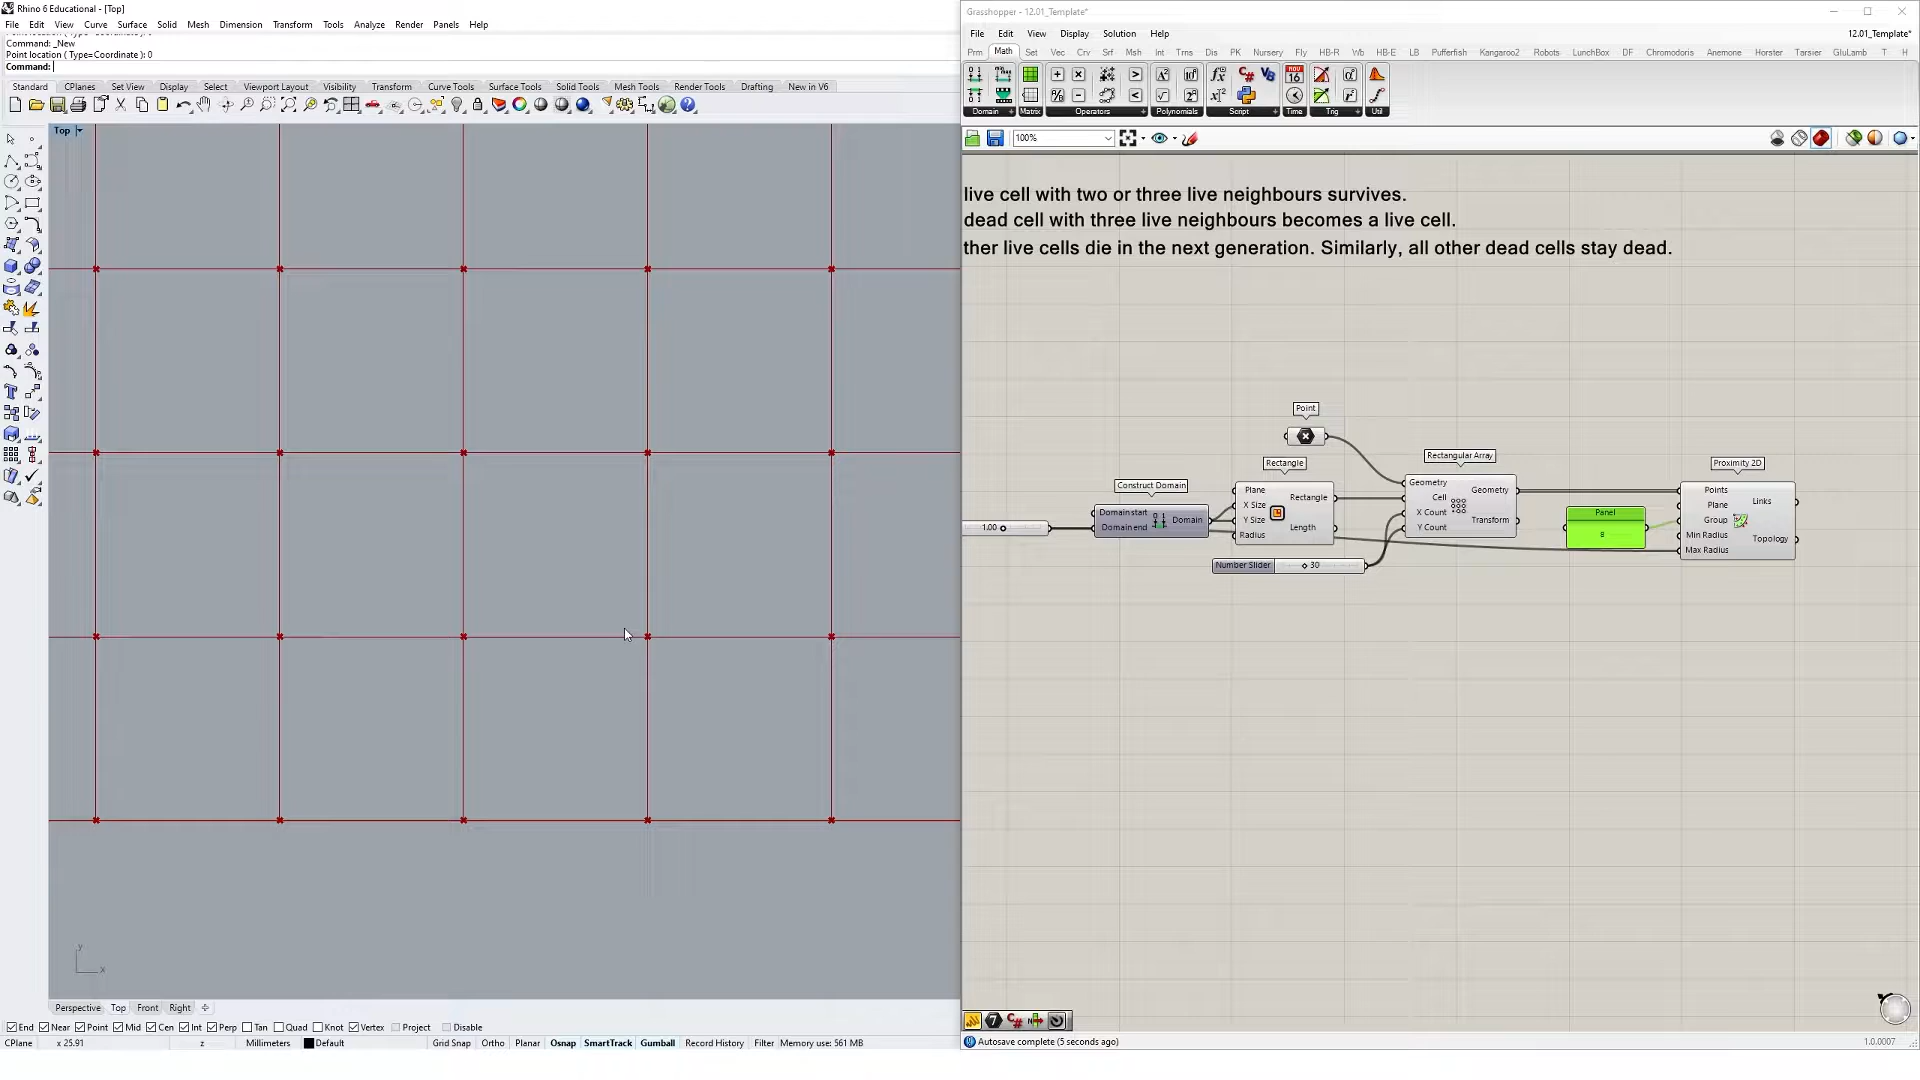 Rhino 6 Educational - [Top]
File Edit View Curve Surface Solid Mesh Dimension Transform Tools Analyze Render Panels Help
Command: _New
Point location ( Type=Coordinate ): 0
Command:
Standard CPlanes Set View Display Select Viewport Layout Visibility Transform Curve Tools Surface Tools Solid Tools Mesh Tools Render Tools Drafting New in V6
Top
y
x
Perspective Top Front Right
End Near Point Mid Cen Int Perp Tan Quad Knot Vertex Project Disable
CPlane x 25.91 z Millimeters Default Grid Snap Ortho Planar Osnap SmartTrack Gumball Record History Filter Memory use: 561 MB
Grasshopper - 12.01_Template*
File Edit View Display Solution Help
12.01_Template*
Prm Math Set Vec Crv Srf Msh Int Trns Dis PK Nursery Fly HB-R Wb HB-E LB Pufferfish Kangaroo2 Robots LunchBox DF Chromodoris Anemone Horster Tarsier GluLamb T H
Domain Matrix Operators Polynomials Script Time Trig Util
100%
live cell with two or three live neighbours survives.
dead cell with three live neighbours becomes a live cell.
ther live cells die in the next generation. Similarly, all other dead cells stay dead.
Point
Rectangle
Rectangular Array
Proximity 2D
Construct Domain
1.00
Domain start
Domain end
Domain
Plane
X Size
Y Size
Radius
Rectangle
Length
Number Slider 30
Geometry
Cell
X Count
Y Count
Geometry
Transform
Panel
8
Points
Plane
Group
Min Radius
Max Radius
Links
Topology
Autosave complete (5 seconds ago)
1.0.0007